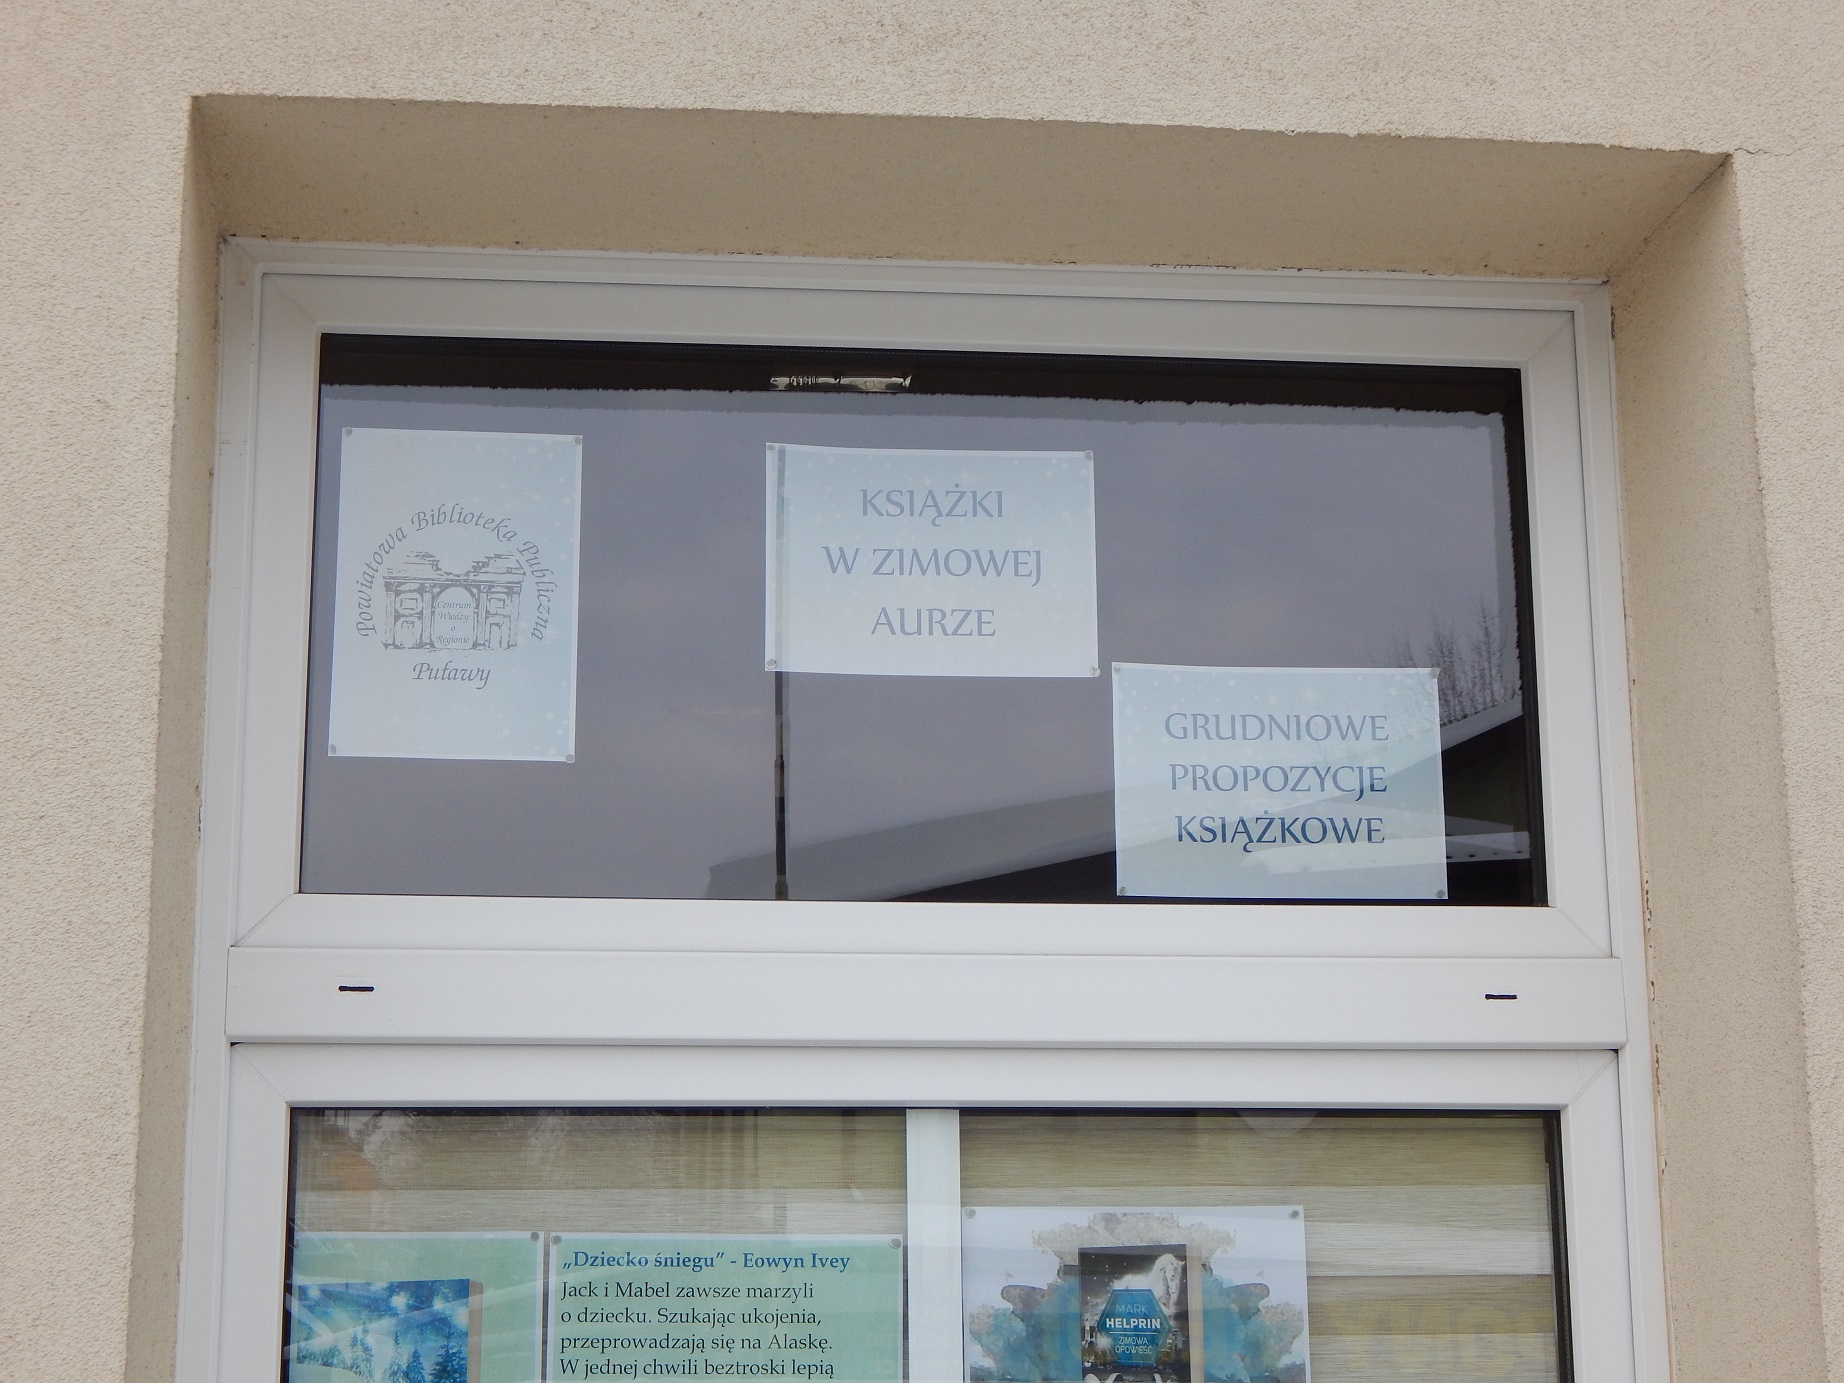 Powiatowa Biblioteka Publiczna
Centrum
Wiedzy
o
Regionie
Puławy
KSIĄŻKI
W ZIMOWEJ
AURZE
GRUDNIOWE
PROPOZYCJE
KSIĄŻKOWE
„Dziecko śniegu” - Eowyn Ivey
Jack i Mabel zawsze marzyli
o dziecku. Szukając ukojenia,
przeprowadzają się na Alaskę.
W jednej chwili beztroski lepią
MARK
HELPRIN
ZIMOWA
OPOWIEŚĆ